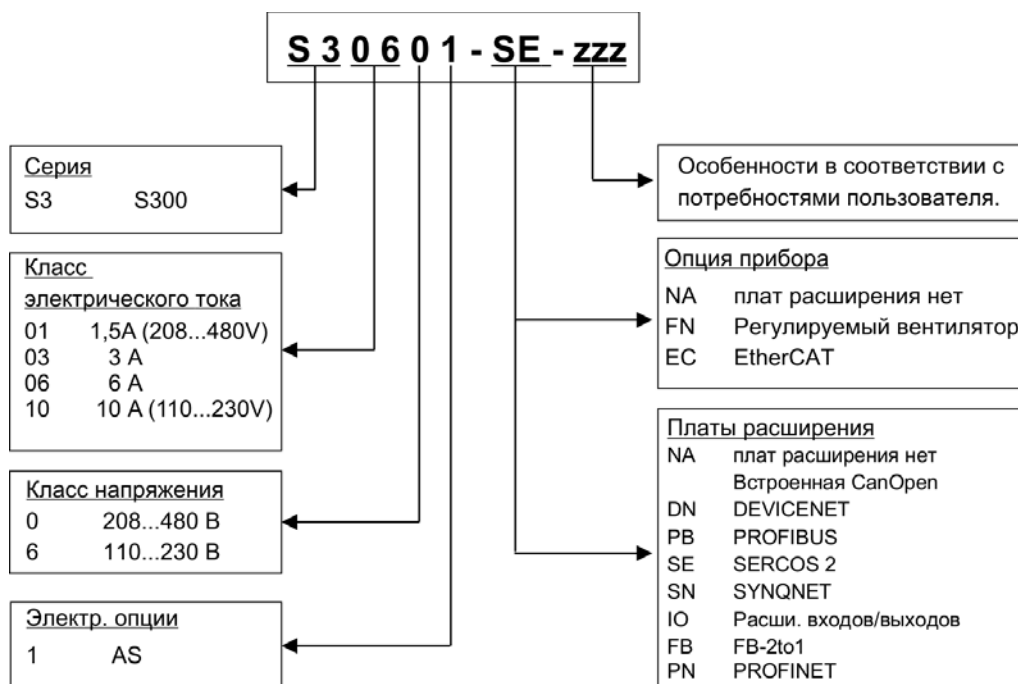 S 3 0 6 0 1 - SE - zzz
Серия
S3 S300
Класс
электрического тока
01 1,5A (208...480V)
03 3 A
06 6 A
10 10 A (110...230V)
Класс напряжения
0 208...480 В
6 110...230 В
Электр. опции
1 AS
Особенности в соответствии с
потребностями пользователя.
Опция прибора
NA плат расширения нет
FN Регулируемый вентилятор
EC EtherCAT
Платы расширения
NA плат расширения нет
Встроенная CanOpen
DN DEVICENET
PB PROFIBUS
SE SERCOS 2
SN SYNQNET
IO Расши. входов/выходов
FB FB-2to1
PN PROFINET